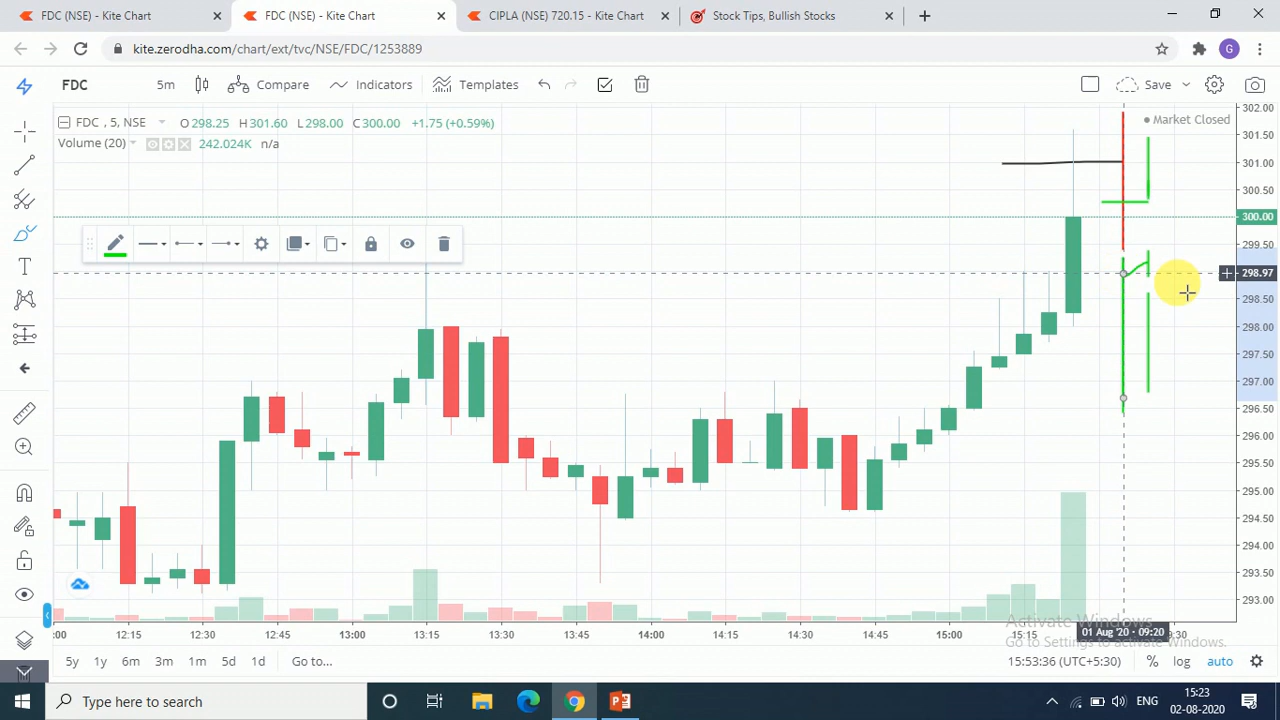 FDC (NSE) - Kite Chart
FDC (NSE) - Kite Chart
CIPLA (NSE) 720.15 - Kite Chart
Stock Tips, Bullish Stocks
kite.zerodha.com/chart/ext/tvc/NSE/FDC/1253889
G
FDC
5m
Compare
Indicators
Templates
Save
FDC , 5, NSE
O 298.25 H 301.60 L 298.00 C 300.00 +1.75 (+0.59%)
Market Closed
Volume (20)
242.024K n/a
302.00
301.50
301.00
300.50
300.00
299.50
298.97
298.50
298.00
297.50
297.00
296.50
296.00
295.50
295.00
294.50
294.00
293.50
293.00
Activate Windows
Go to Settings to activate Windows.
:00 12:15 12:30 12:45 13:00 13:15 13:30 13:45 14:00 14:15 14:30 14:45 15:00 15:15 01 Aug '20 - 09:20 9:30
5y 1y 6m 3m 1m 5d 1d Go to...
15:53:36 (UTC+5:30) % log auto
Type here to search
ENG
15:23
02-08-2020